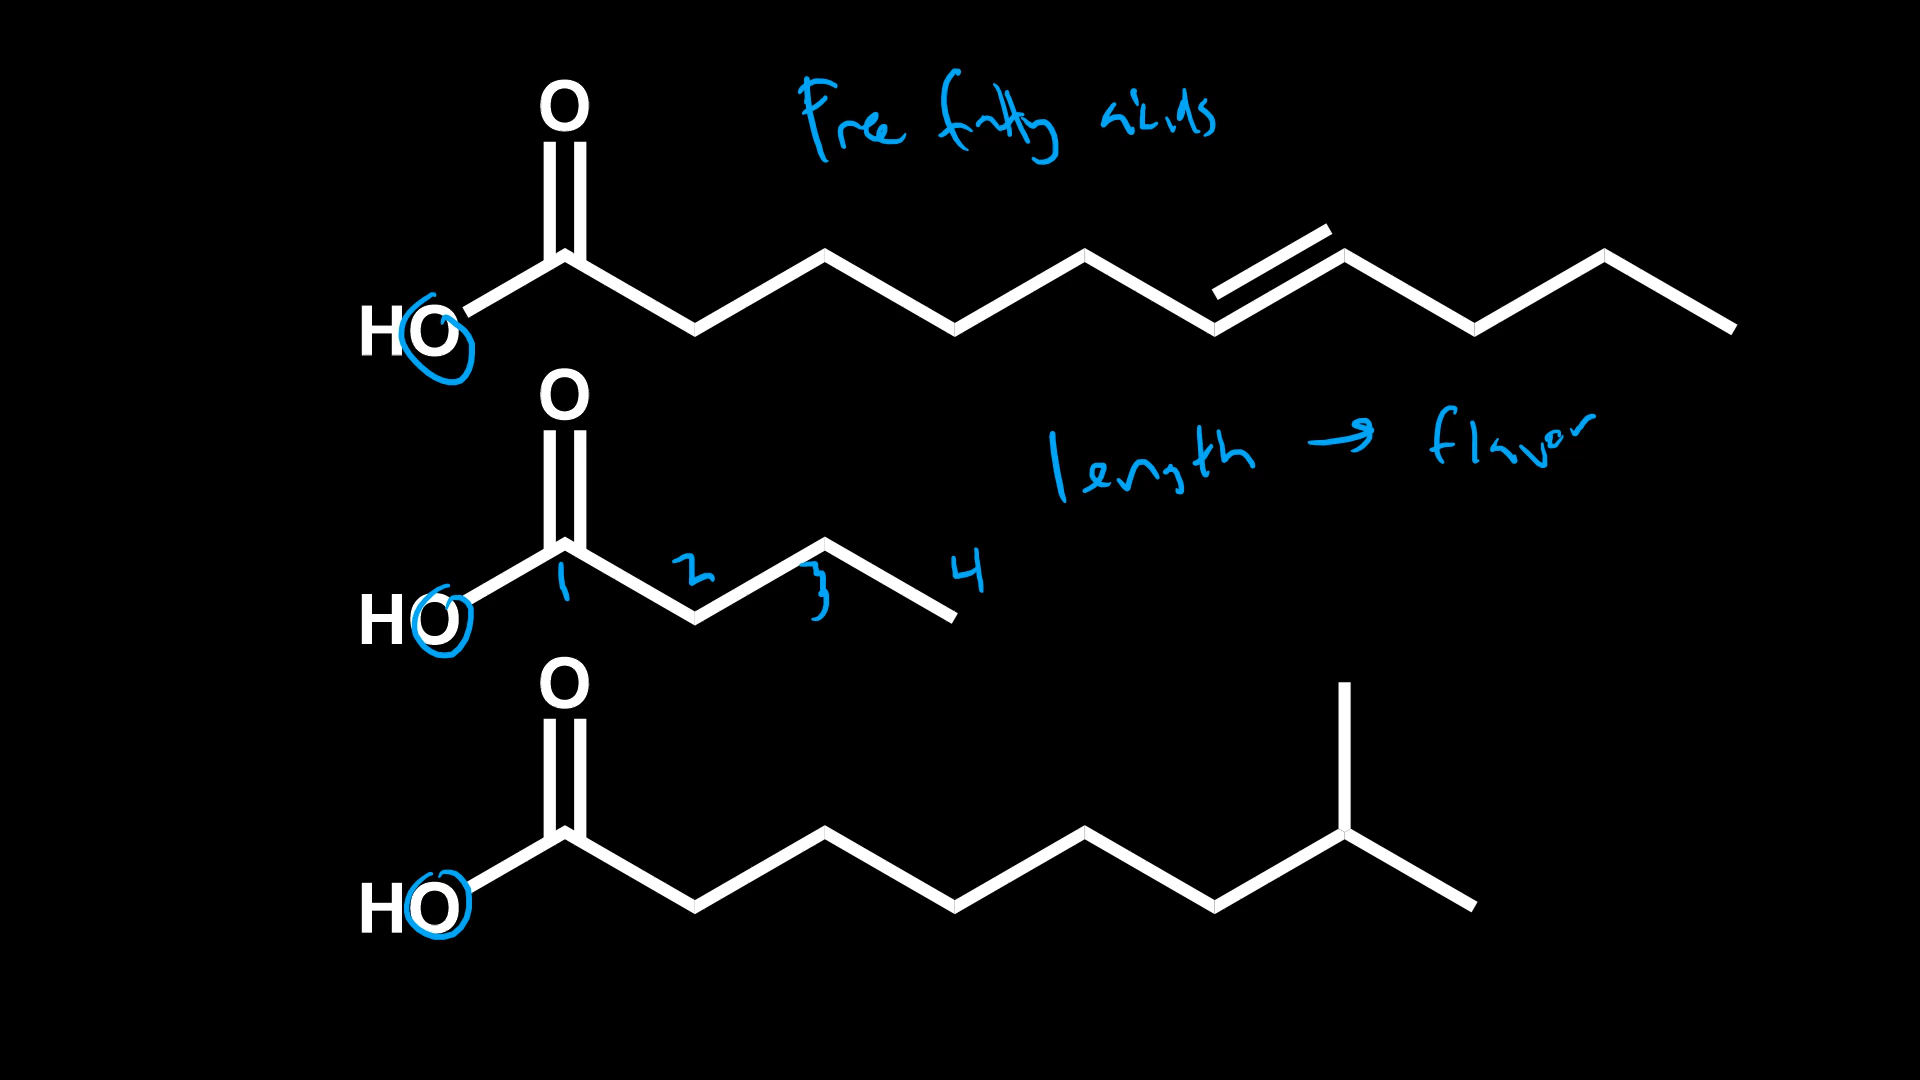 O
Free fatty acids
HO
O
length → flavor
HO
1 2 3 4
O
HO